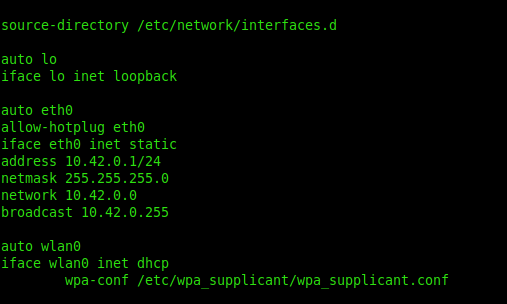 source-directory /etc/network/interfaces.d
auto lo
iface lo inet loopback
auto eth0
allow-hotplug eth0
iface eth0 inet static
address 10.42.0.1/24
netmask 255.255.255.0
network 10.42.0.0
broadcast 10.42.0.255
auto wlan0
iface wlan0 inet dhcp
wpa-conf /etc/wpa_supplicant/wpa_supplicant.conf